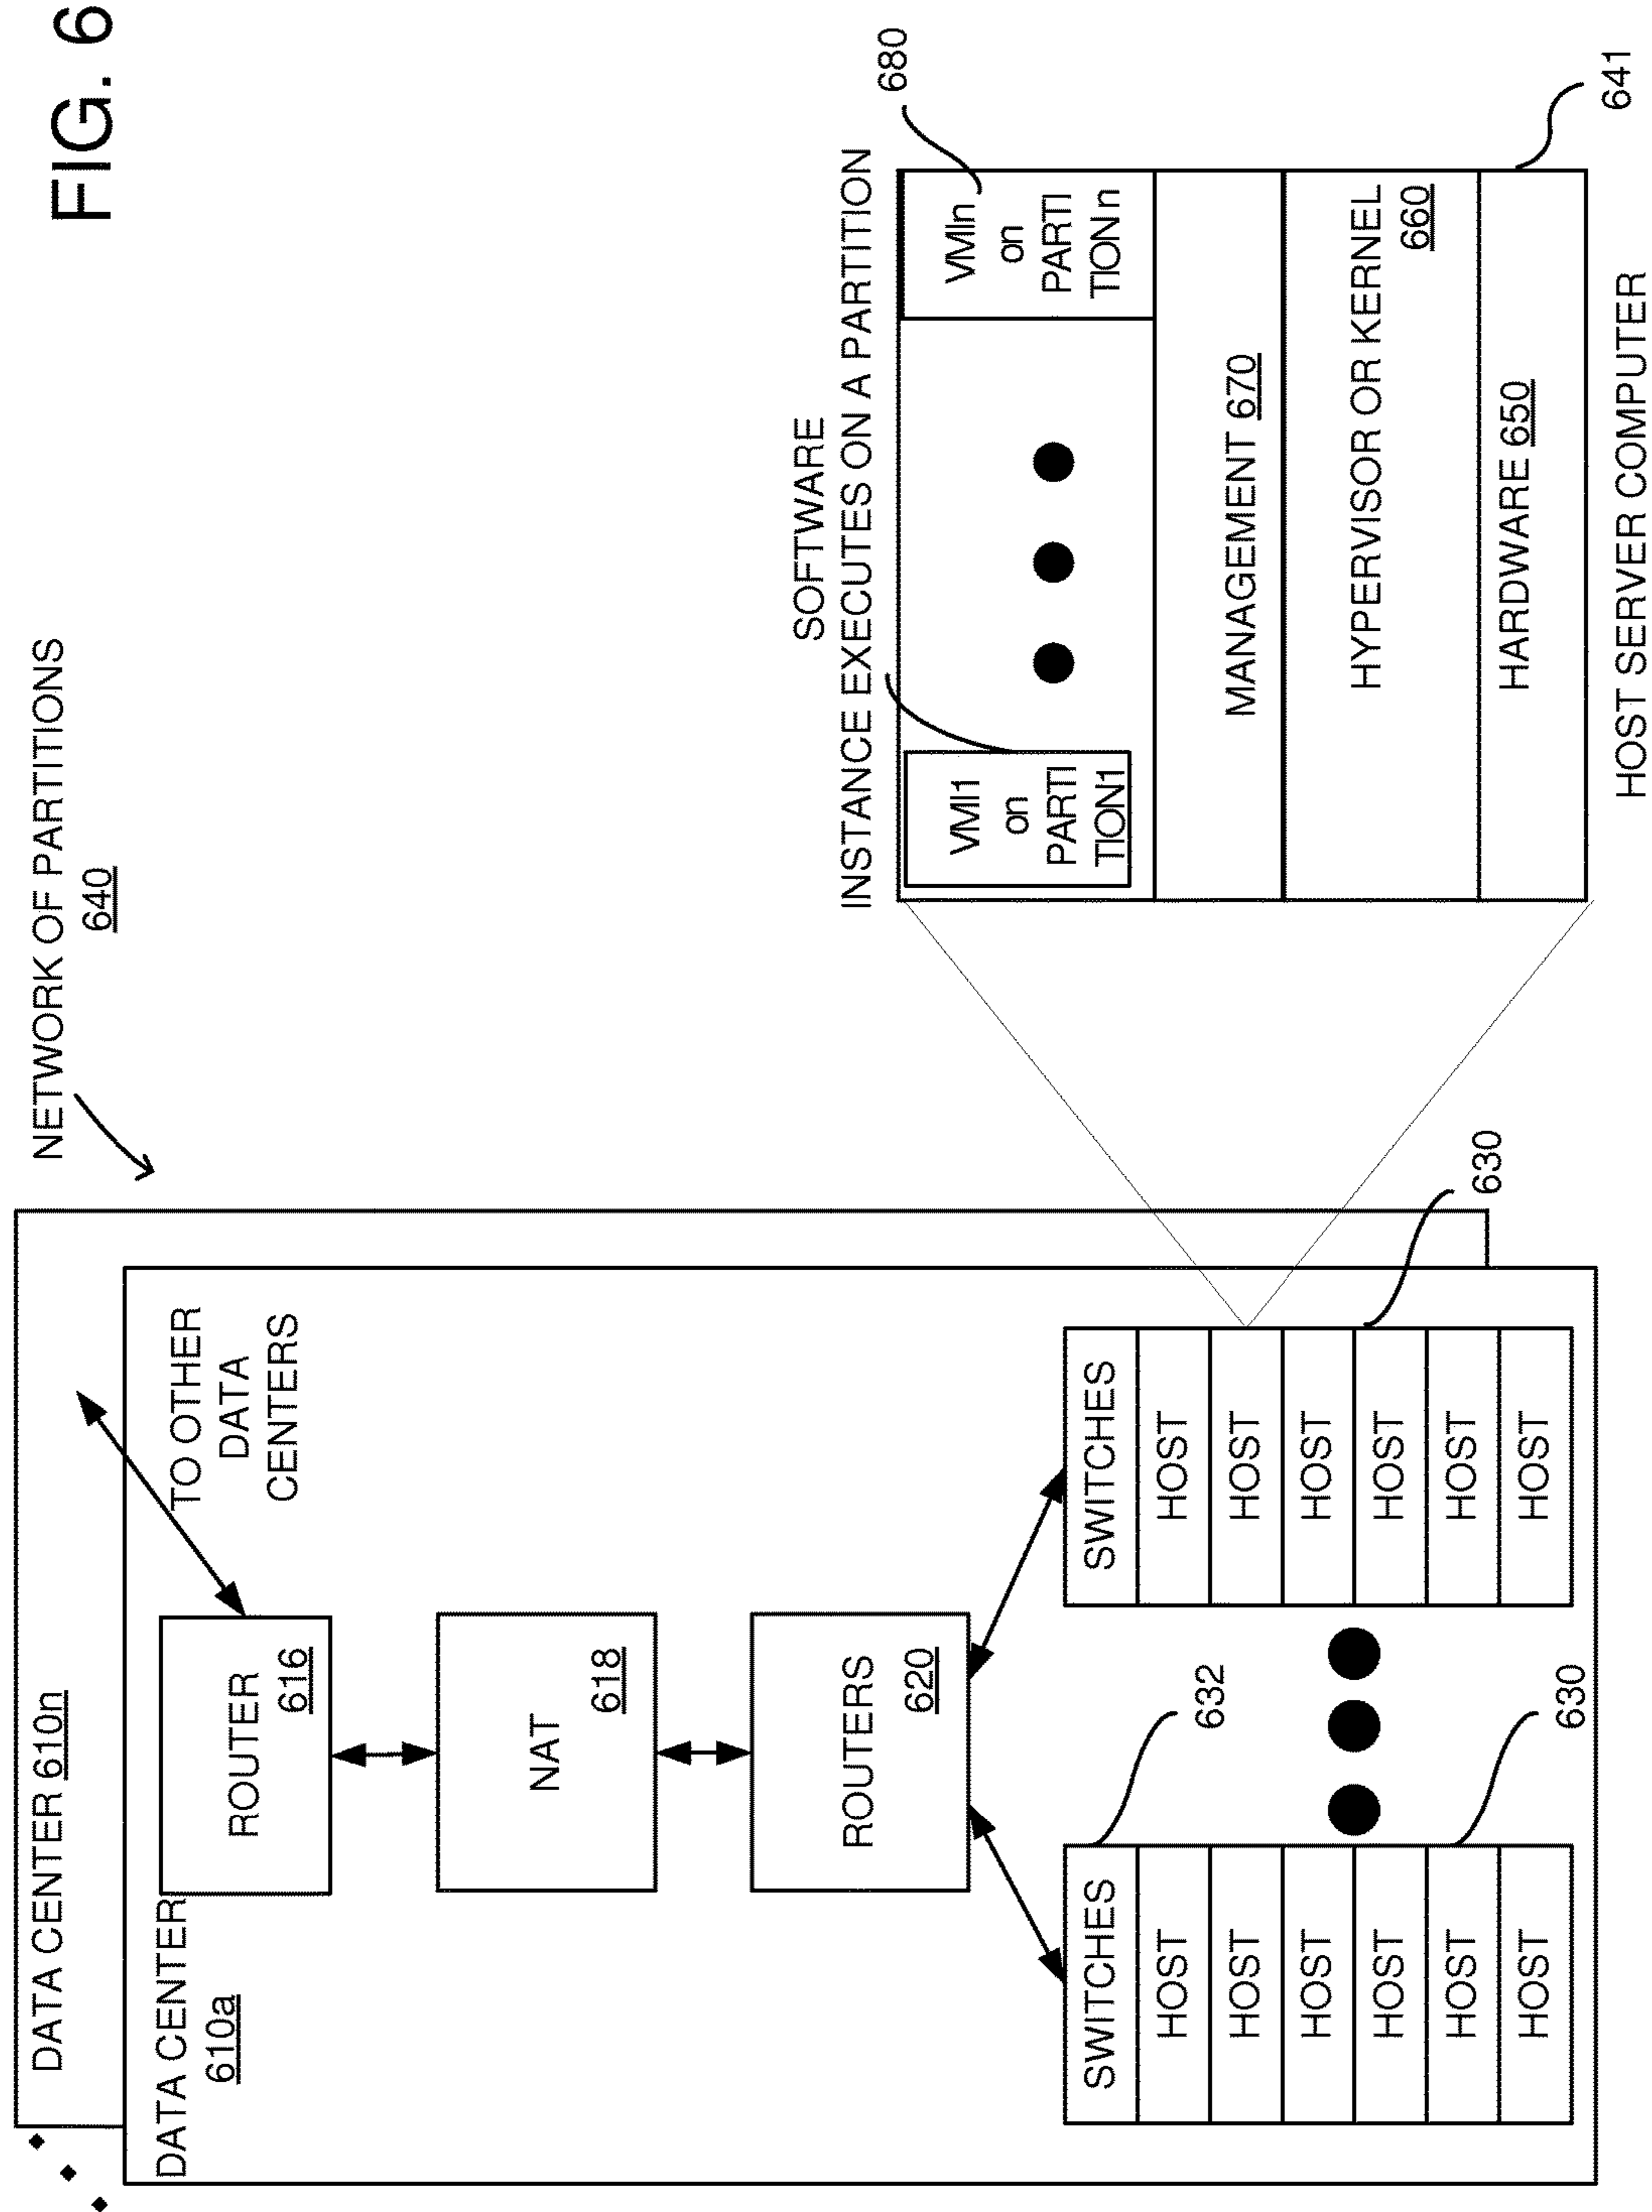 FIG. 6
NETWORK OF PARTITIONS
640
DATA CENTER 610n
DATA CENTER
610a
ROUTER
616
TO OTHER
DATA
CENTERS
NAT
618
ROUTERS
620
SWITCHES
HOST
HOST
HOST
HOST
HOST
HOST
632
630
SWITCHES
HOST
HOST
HOST
HOST
HOST
HOST
630
SOFTWARE
INSTANCE EXECUTES ON A PARTITION
VMI1
on
PARTI
TION1
VMIn
on
PARTI
TION n
680
MANAGEMENT 670
HYPERVISOR OR KERNEL
660
HARDWARE 650
641
HOST SERVER COMPUTER